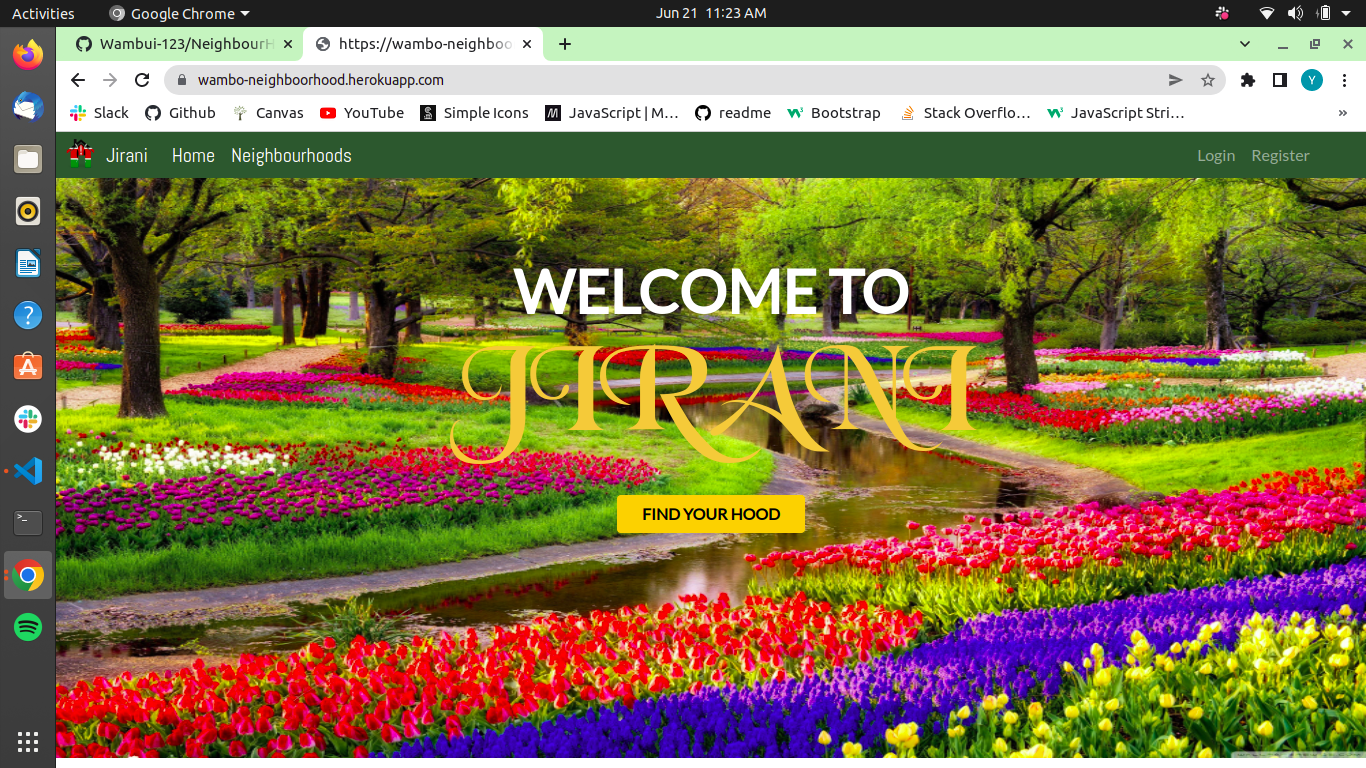 Activities Google Chrome Jun 21 11:23 AM
Wambui-123/NeighbourH https://wambo-neighboo
wambo-neighboorhood.herokuapp.com Y
Slack Github Canvas YouTube Simple Icons JavaScript | M… readme Bootstrap Stack Overflo… JavaScript Stri… »
Jirani Home Neighbourhoods Login Register
WELCOME TO
JIRANI
FIND YOUR HOOD